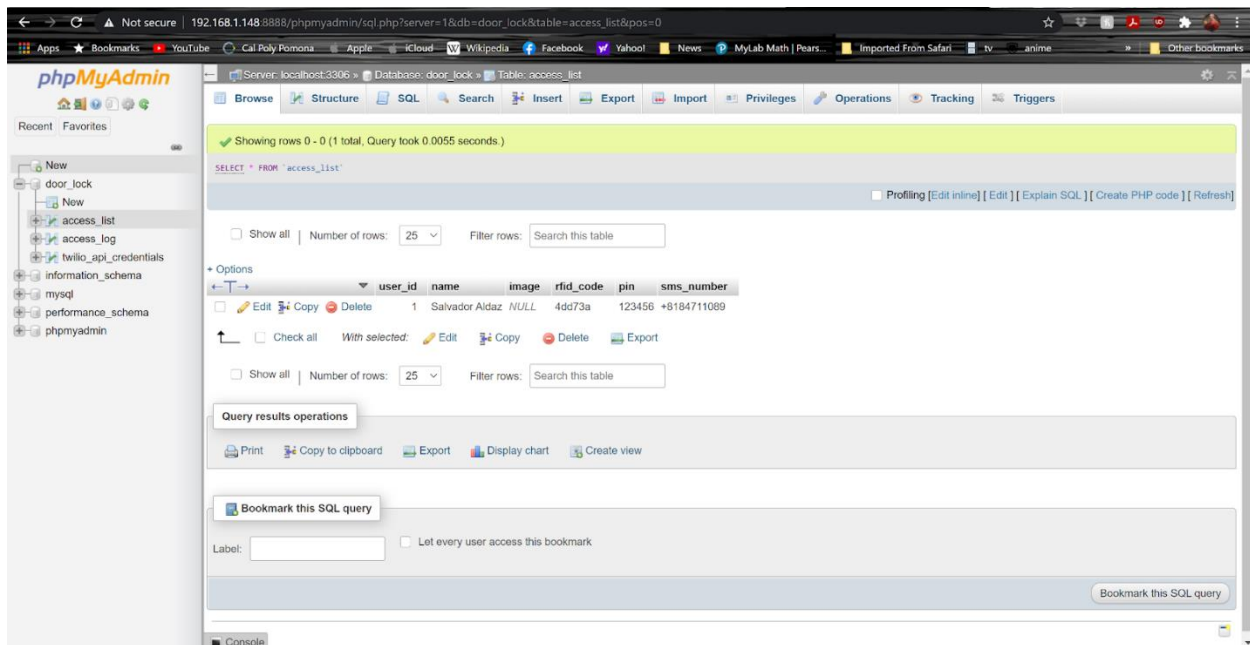 Not secure | 192.168.1.148:8888/phpmyadmin/sql.php?server=1&db=door_lock&table=access_list&pos=0
Apps Bookmarks YouTube Cal Poly Pomona Apple iCloud W Wikipedia Facebook Yahoo! News MyLab Math | Pears... Imported From Safari tv anime » Other bookmarks
phpMyAdmin
Recent Favorites
New
door_lock
New
access_list
access_log
twilio_api_credentials
information_schema
mysql
performance_schema
phpmyadmin
Server: localhost:3306 » Database: door_lock » Table: access_list
Browse Structure SQL Search Insert Export Import Privileges Operations Tracking Triggers
Showing rows 0 - 0 (1 total, Query took 0.0055 seconds.)
SELECT * FROM `access_list`
Profiling [Edit inline] [ Edit ] [ Explain SQL ] [ Create PHP code ] [ Refresh]
Show all | Number of rows: 25 Filter rows: Search this table
+ Options
←T→ user_id name image rfid_code pin sms_number
Edit Copy Delete 1 Salvador Aldaz NULL 4dd73a 123456 +8184711089
Check all With selected: Edit Copy Delete Export
Show all | Number of rows: 25 Filter rows: Search this table
Query results operations
Print Copy to clipboard Export Display chart Create view
Bookmark this SQL query
Label: Let every user access this bookmark
Bookmark this SQL query
Console